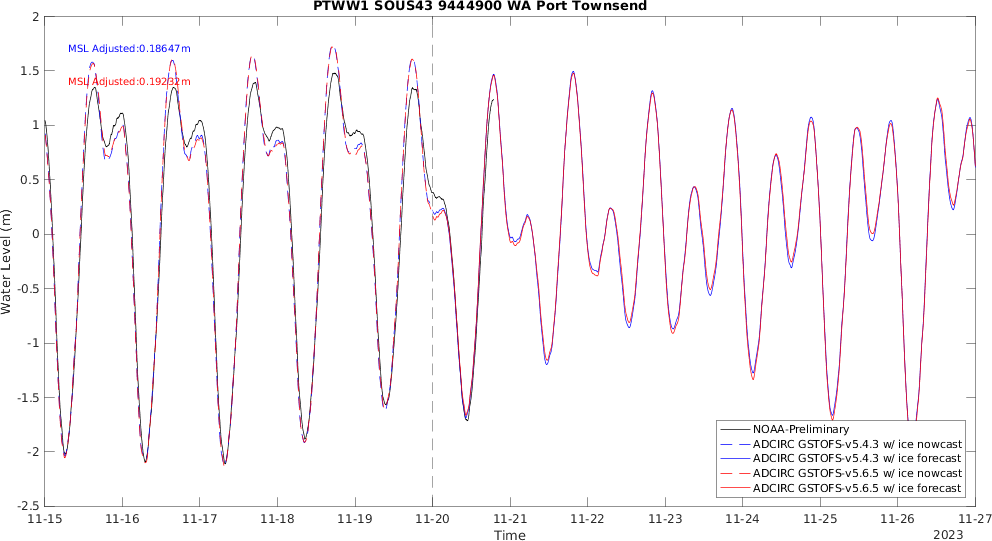 PTWW1 SOUS43 9444900 WA Port Townsend
MSL Adjusted:0.18647m
MSL Adjusted:0.19232m
Water Level (m)
2
1.5
1
0.5
0
-0.5
-1
-1.5
-2
-2.5
NOAA-Preliminary
ADCIRC GSTOFS-v5.4.3 w/ ice nowcast
ADCIRC GSTOFS-v5.4.3 w/ ice forecast
ADCIRC GSTOFS-v5.6.5 w/ ice nowcast
ADCIRC GSTOFS-v5.6.5 w/ ice forecast
11-15 11-16 11-17 11-18 11-19 11-20 11-21 11-22 11-23 11-24 11-25 11-26 11-27
Time
2023